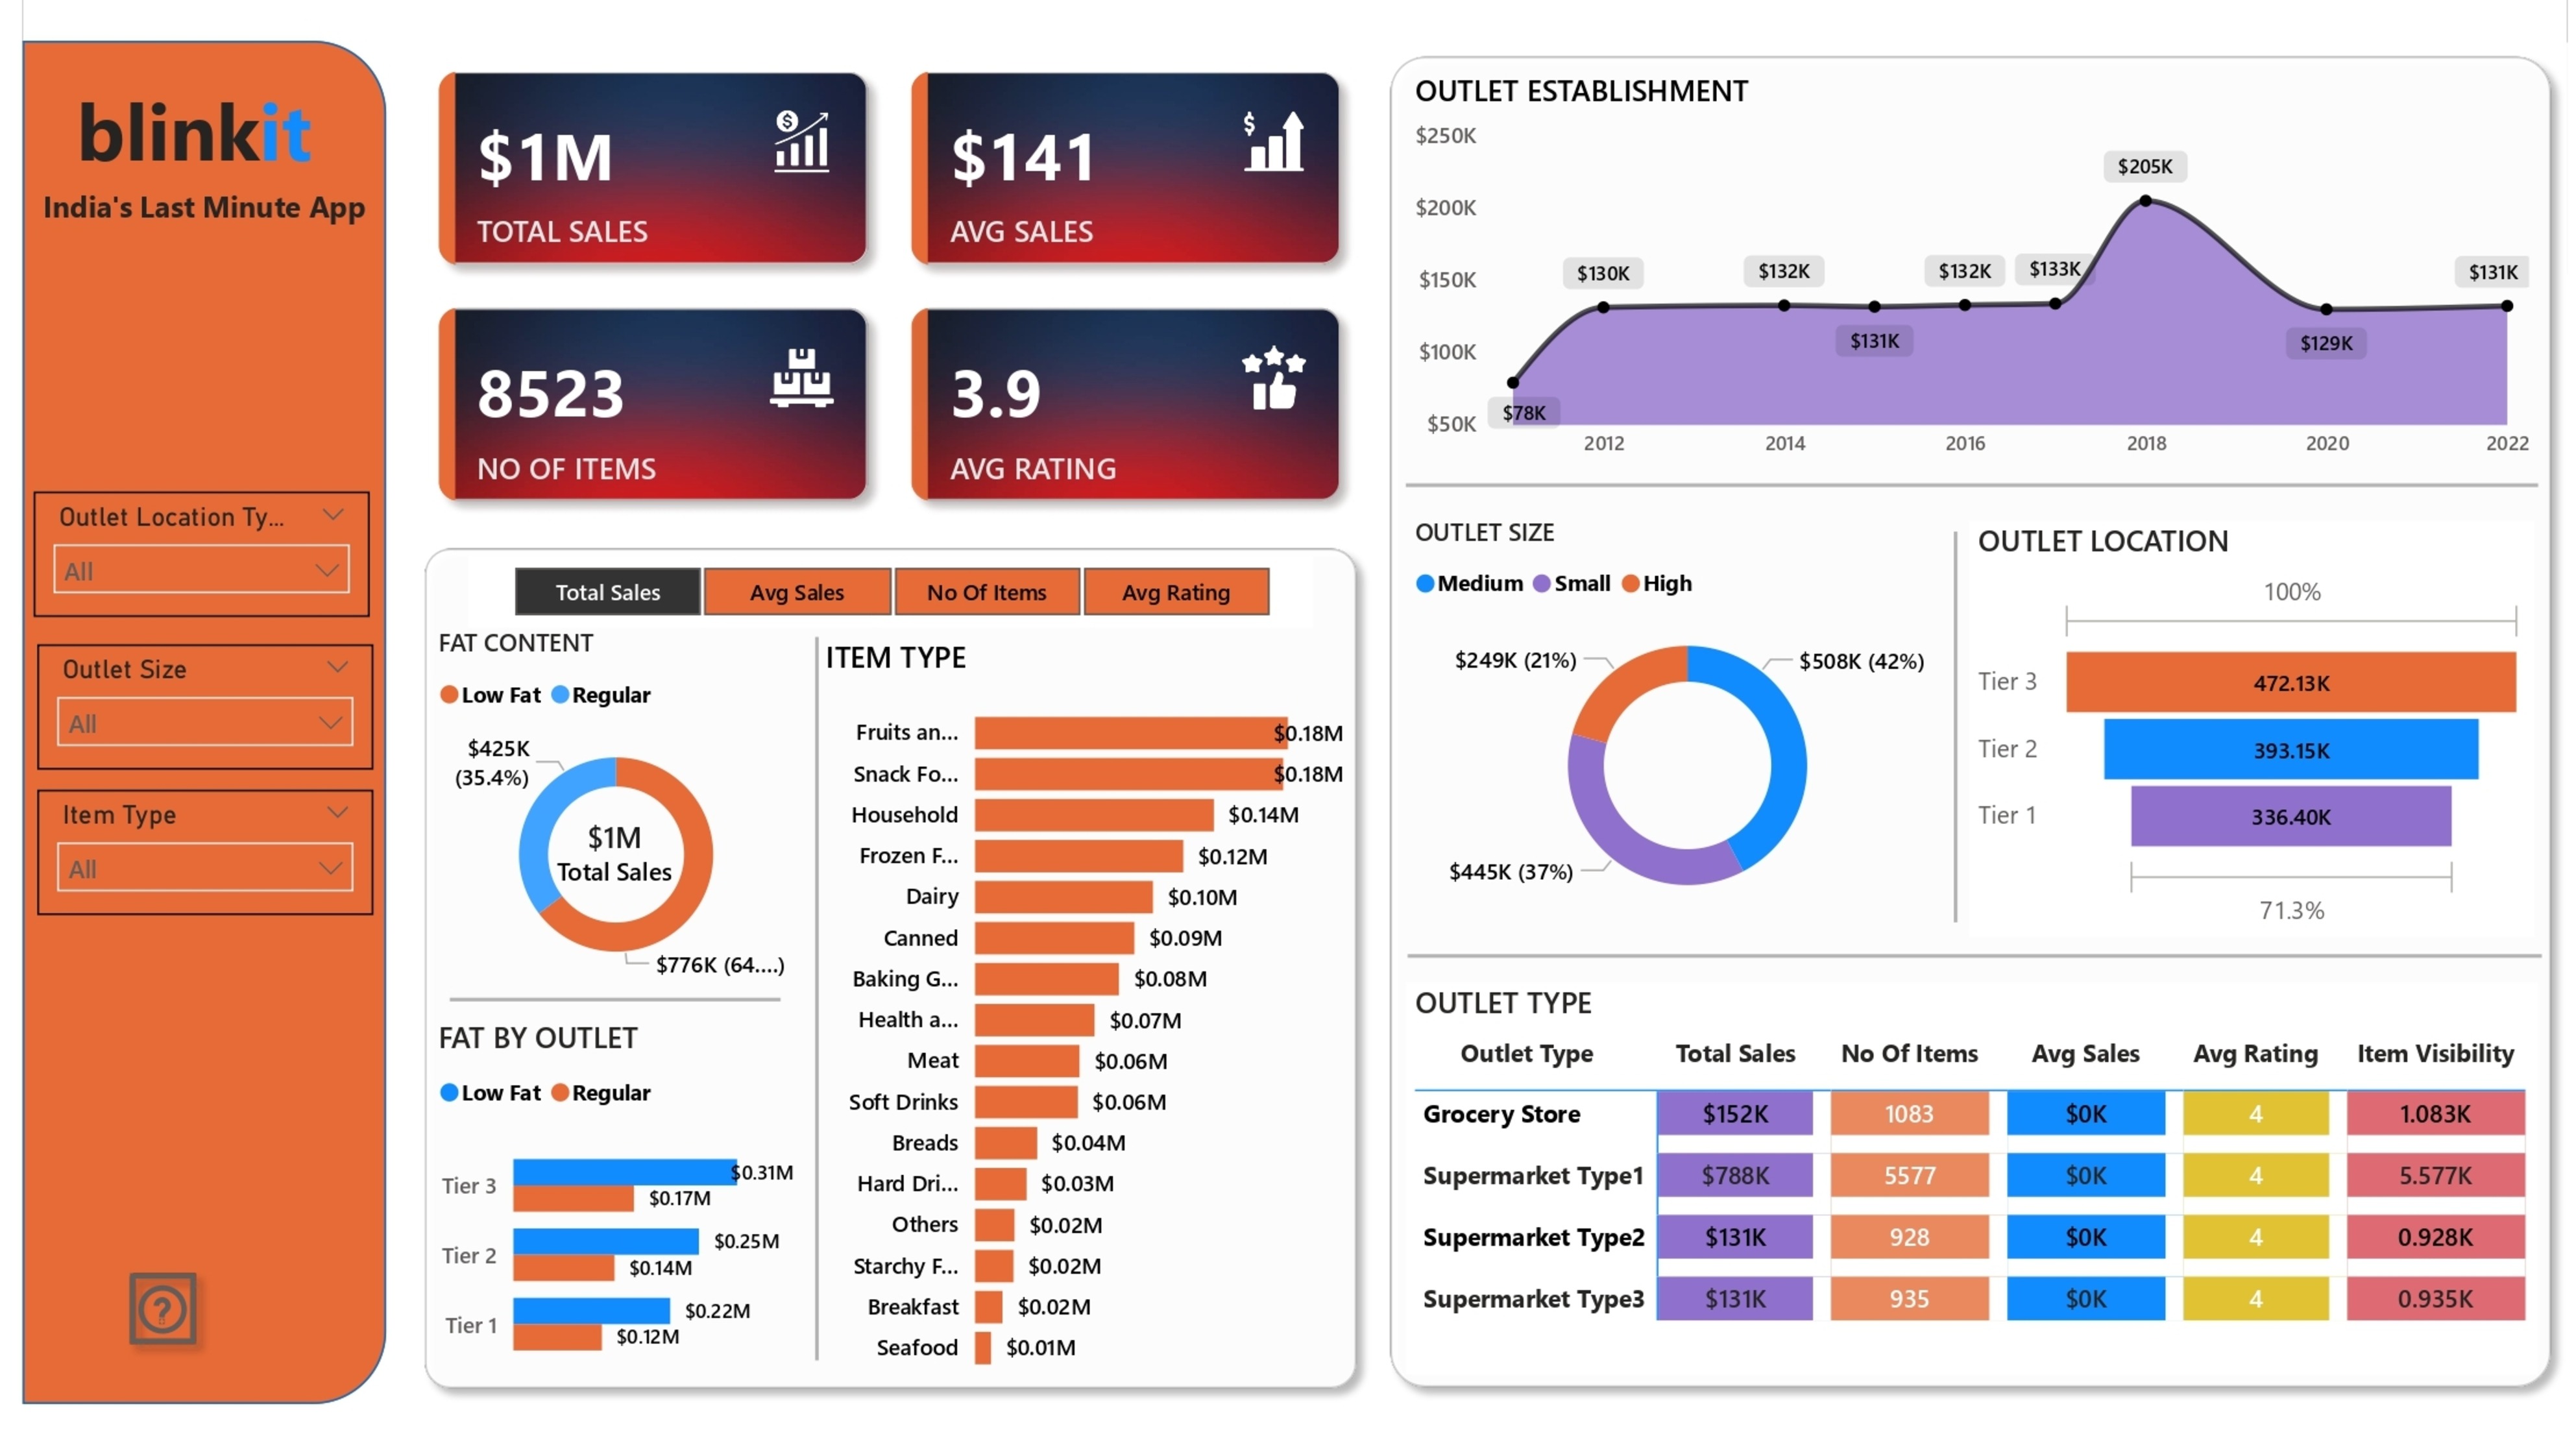 blinkit
India's Last Minute App
Outlet Location Ty...
All
Outlet Size
All
Item Type
All
?
$1M
TOTAL SALES
$
$141
AVG SALES
$
8523
NO OF ITEMS
3.9
AVG RATING
Total Sales Avg Sales No Of Items Avg Rating
FAT CONTENT
Low Fat Regular
$425K
(35.4%)
$1M
Total Sales
$776K (64....)
FAT BY OUTLET
Low Fat Regular
Tier 3 $0.31M
$0.17M
Tier 2 $0.25M
$0.14M
Tier 1 $0.22M
$0.12M
ITEM TYPE
Fruits an... $0.18M
Snack Fo... $0.18M
Household $0.14M
Frozen F... $0.12M
Dairy $0.10M
Canned $0.09M
Baking G... $0.08M
Health a... $0.07M
Meat $0.06M
Soft Drinks $0.06M
Breads $0.04M
Hard Dri... $0.03M
Others $0.02M
Starchy F... $0.02M
Breakfast $0.02M
Seafood $0.01M
OUTLET ESTABLISHMENT
$250K
$200K
$150K
$100K
$50K
$78K $130K $132K $131K $132K $133K $205K $129K $131K
2012 2014 2016 2018 2020 2022
OUTLET SIZE
Medium Small High
$249K (21%) $508K (42%)
$445K (37%)
OUTLET LOCATION
100%
Tier 3 472.13K
Tier 2 393.15K
Tier 1 336.40K
71.3%
OUTLET TYPE
Outlet Type Total Sales No Of Items Avg Sales Avg Rating Item Visibility
Grocery Store $152K 1083 $0K 4 1.083K
Supermarket Type1 $788K 5577 $0K 4 5.577K
Supermarket Type2 $131K 928 $0K 4 0.928K
Supermarket Type3 $131K 935 $0K 4 0.935K